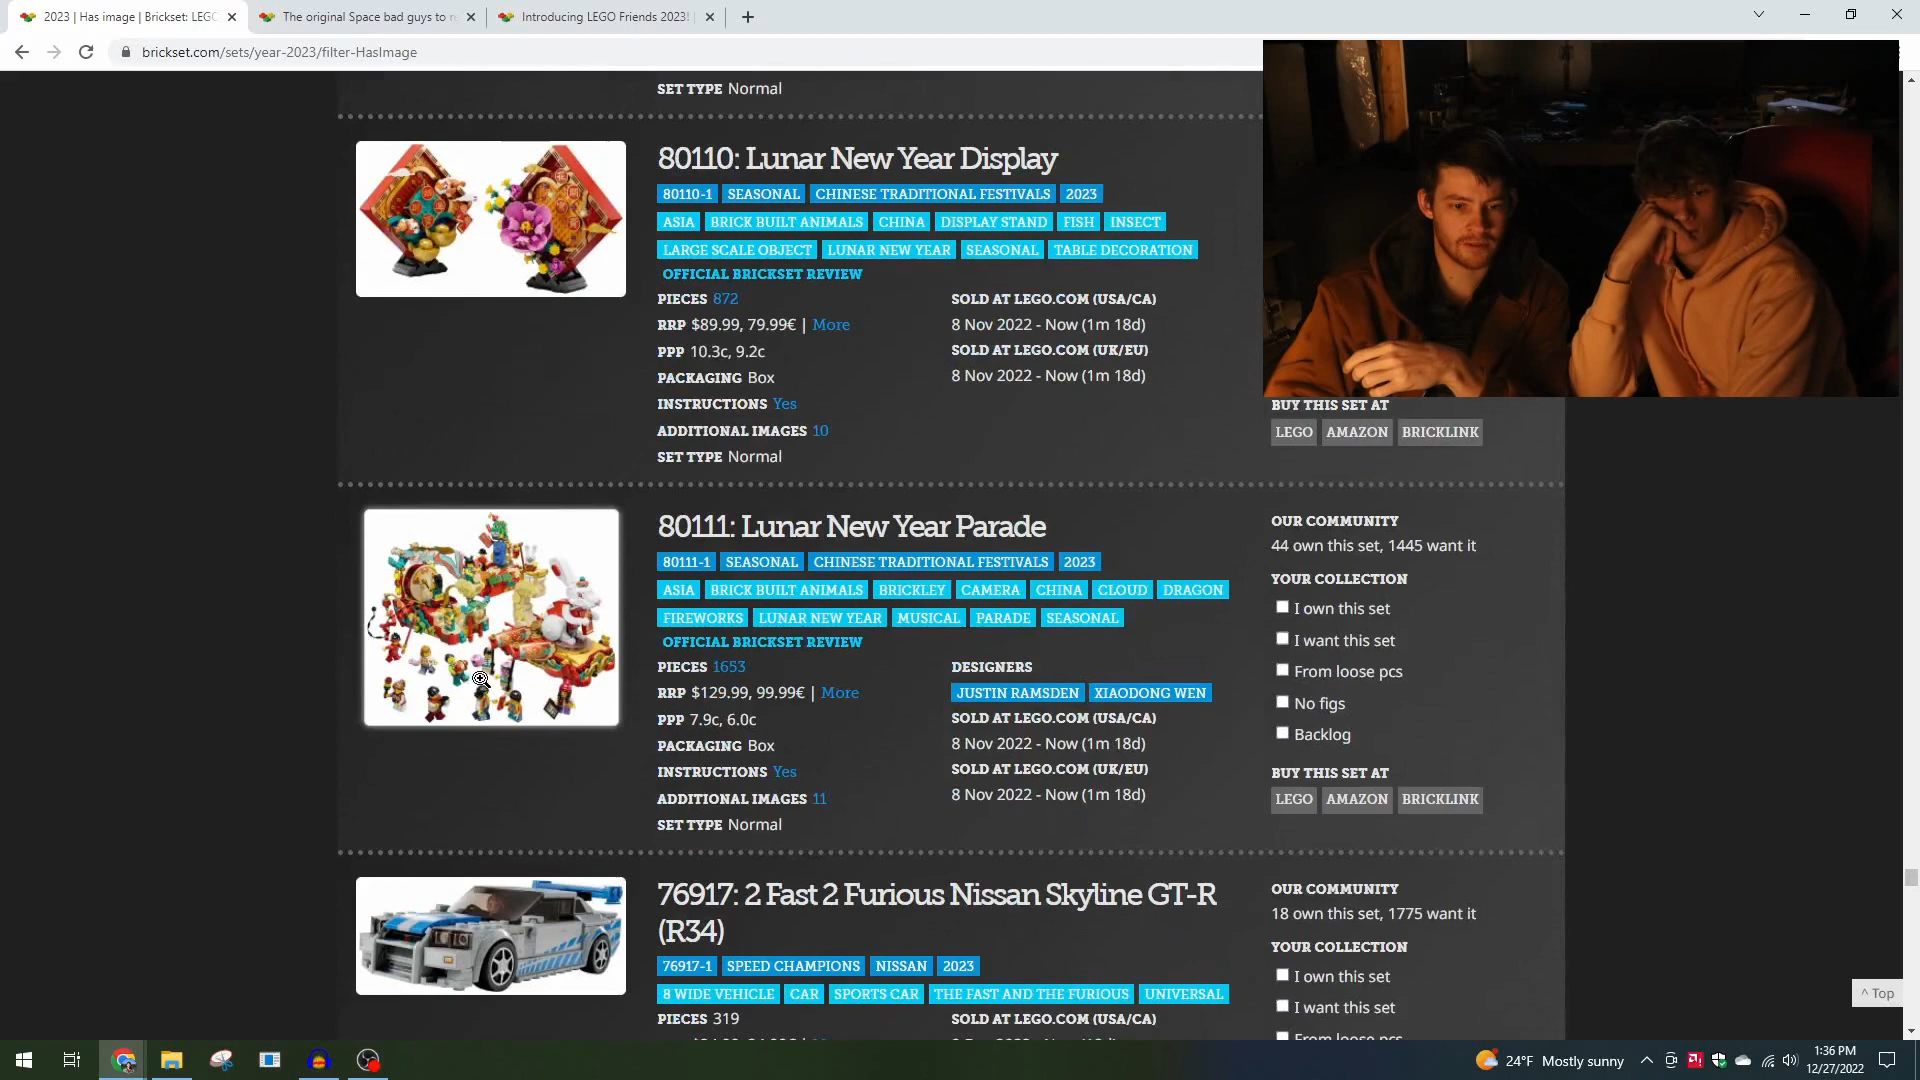 2023 | Has image | Brickset: LEGO
The original Space bad guys to r
Introducing LEGO Friends 2023!
brickset.com/sets/year-2023/filter-HasImage
SET TYPE Normal
80110: Lunar New Year Display
80110-1 SEASONAL CHINESE TRADITIONAL FESTIVALS 2023
ASIA BRICK BUILT ANIMALS CHINA DISPLAY STAND FISH INSECT
LARGE SCALE OBJECT LUNAR NEW YEAR SEASONAL TABLE DECORATION
OFFICIAL BRICKSET REVIEW
PIECES 872
RRP $89.99, 79.99€ | More
PPP 10.3c, 9.2c
PACKAGING Box
INSTRUCTIONS Yes
ADDITIONAL IMAGES 10
SET TYPE Normal
SOLD AT LEGO.COM (USA/CA)
8 Nov 2022 - Now (1m 18d)
SOLD AT LEGO.COM (UK/EU)
8 Nov 2022 - Now (1m 18d)
BUY THIS SET AT
LEGO AMAZON BRICKLINK
80111: Lunar New Year Parade
80111-1 SEASONAL CHINESE TRADITIONAL FESTIVALS 2023
ASIA BRICK BUILT ANIMALS BRICKLEY CAMERA CHINA CLOUD DRAGON
FIREWORKS LUNAR NEW YEAR MUSICAL PARADE SEASONAL
OFFICIAL BRICKSET REVIEW
PIECES 1653
RRP $129.99, 99.99€ | More
PPP 7.9c, 6.0c
PACKAGING Box
INSTRUCTIONS Yes
ADDITIONAL IMAGES 11
SET TYPE Normal
DESIGNERS
JUSTIN RAMSDEN XIAODONG WEN
SOLD AT LEGO.COM (USA/CA)
8 Nov 2022 - Now (1m 18d)
SOLD AT LEGO.COM (UK/EU)
8 Nov 2022 - Now (1m 18d)
OUR COMMUNITY
44 own this set, 1445 want it
YOUR COLLECTION
I own this set
I want this set
From loose pcs
No figs
Backlog
BUY THIS SET AT
LEGO AMAZON BRICKLINK
76917: 2 Fast 2 Furious Nissan Skyline GT-R
(R34)
76917-1 SPEED CHAMPIONS NISSAN 2023
8 WIDE VEHICLE CAR SPORTS CAR THE FAST AND THE FURIOUS UNIVERSAL
PIECES 319
SOLD AT LEGO.COM (USA/CA)
OUR COMMUNITY
18 own this set, 1775 want it
YOUR COLLECTION
I own this set
I want this set
From loose pcs
^ Top
24°F Mostly sunny
1:36 PM
12/27/2022